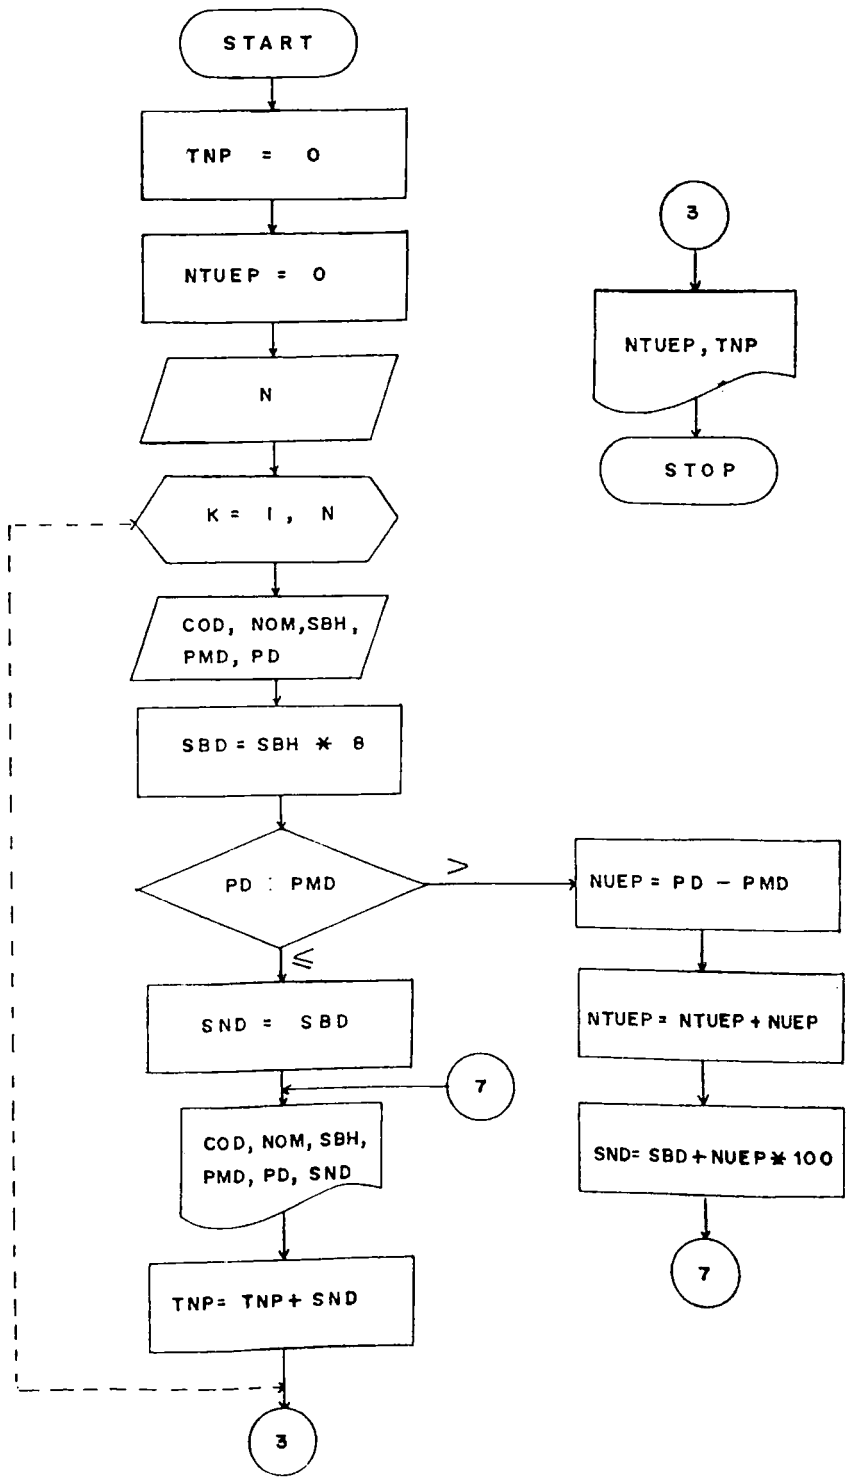 START
TNP = 0
NTUEP = 0
N
K = 1, N
COD, NOM, SBH,
PMD, PD
SBD = SBH * 8
PD : PMD
>
≤
SND = SBD
7
COD, NOM, SBH,
PMD, PD, SND
TNP = TNP + SND
3
NUEP = PD - PMD
NTUEP = NTUEP + NUEP
SND = SBD + NUEP * 100
7
3
NTUEP, TNP
STOP